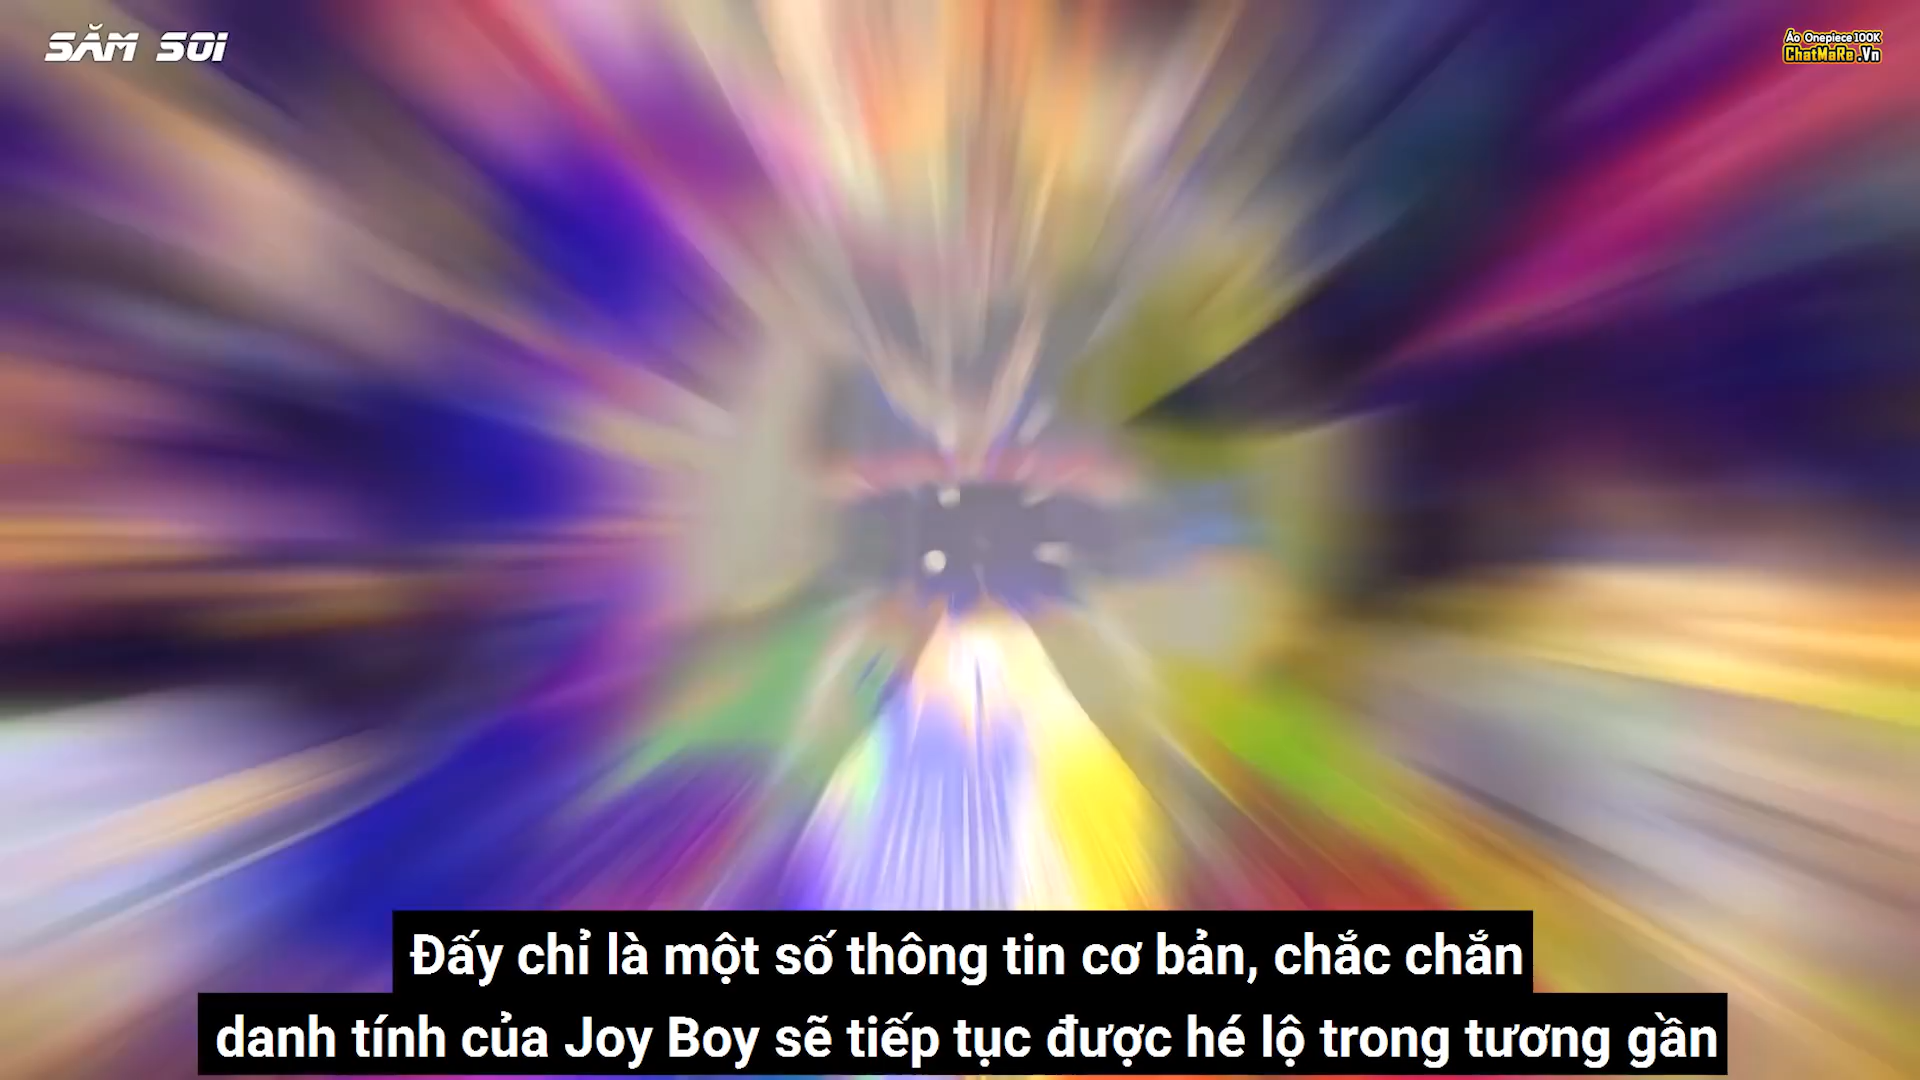 SĂM SOI
Áo Onepiece 100K
ChatMaRe.Vn
Đấy chỉ là một số thông tin cơ bản, chắc chắn
danh tính của Joy Boy sẽ tiếp tục được hé lộ trong tương gần